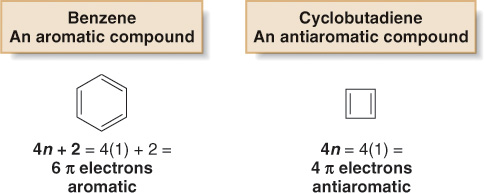 Benzene
An aromatic compound
Cyclobutadiene
An antiaromatic compound
4n + 2 = 4(1) + 2 =
6 π electrons
aromatic
4n = 4(1) =
4 π electrons
antiaromatic